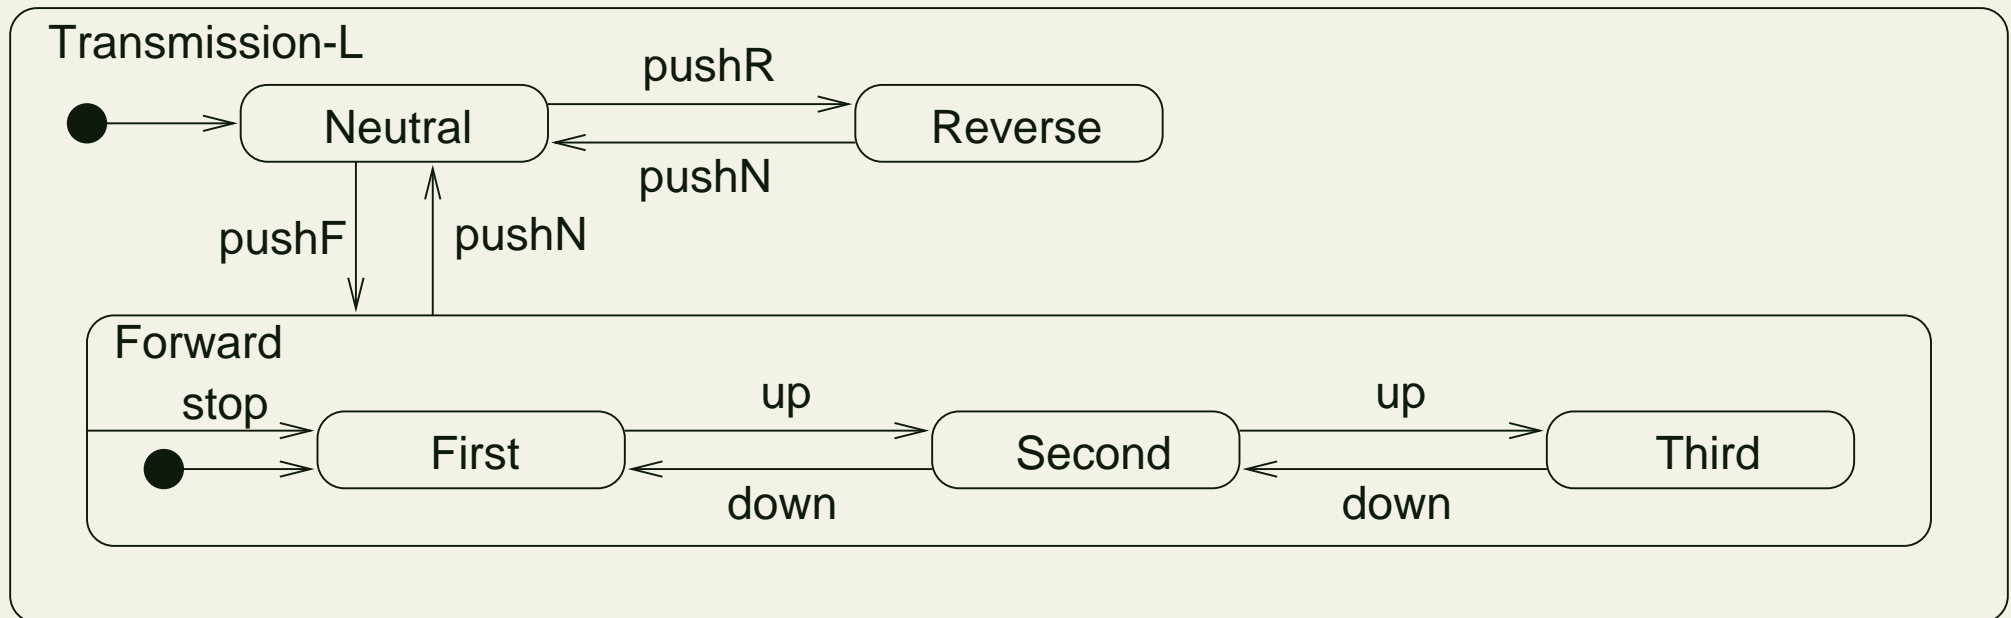 Transmission-L
pushR
Neutral
Reverse
pushN
pushF
pushN
Forward
stop
up
up
First
Second
Third
down
down